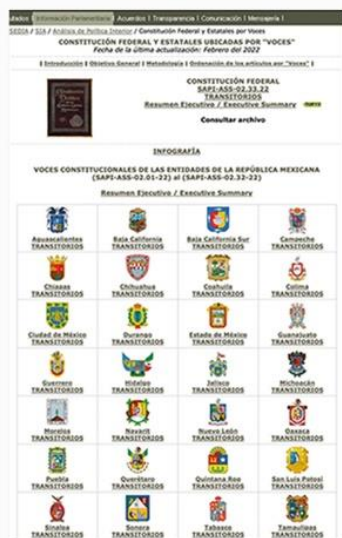 Información Parlamentaria | Acuerdos | Transparencia | Comunicación | Mensajería |
SEDIA / SIA / Análisis de Política Interior / Constitución Federal y Estatales por Voces
CONSTITUCIÓN FEDERAL Y ESTATALES UBICADAS POR "VOCES"
Fecha de la última actualización: Febrero del 2022
| Introducción | Objetivo General | Metodología | Ordenación de los artículos por "Voces" |
CONSTITUCIÓN FEDERAL
SAPI-ASS-02.33.22
TRANSITORIOS
Resumen Ejecutivo / Executive Summary
Consultar archivo
INFOGRAFÍA
VOCES CONSTITUCIONALES DE LAS ENTIDADES DE LA REPÚBLICA MEXICANA
(SAPI-ASS-02.01-22) al (SAPI-ASS-02.32-22)
Resumen Ejecutivo / Executive Summary
Aguascalientes Baja California Baja California Sur Campeche
TRANSITORIOS TRANSITORIOS TRANSITORIOS TRANSITORIOS
Chiapas Chihuahua Coahuila Colima
TRANSITORIOS TRANSITORIOS TRANSITORIOS TRANSITORIOS
Ciudad de México Durango Estado de México Guanajuato
TRANSITORIOS TRANSITORIOS TRANSITORIOS TRANSITORIOS
Guerrero Hidalgo Jalisco Michoacán
TRANSITORIOS TRANSITORIOS TRANSITORIOS TRANSITORIOS
Morelos Nayarit Nuevo León Oaxaca
TRANSITORIOS TRANSITORIOS TRANSITORIOS TRANSITORIOS
Puebla Querétaro Quintana Roo San Luis Potosí
TRANSITORIOS TRANSITORIOS TRANSITORIOS TRANSITORIOS
Sinaloa Sonora Tabasco Tamaulipas
TRANSITORIOS TRANSITORIOS TRANSITORIOS TRANSITORIOS